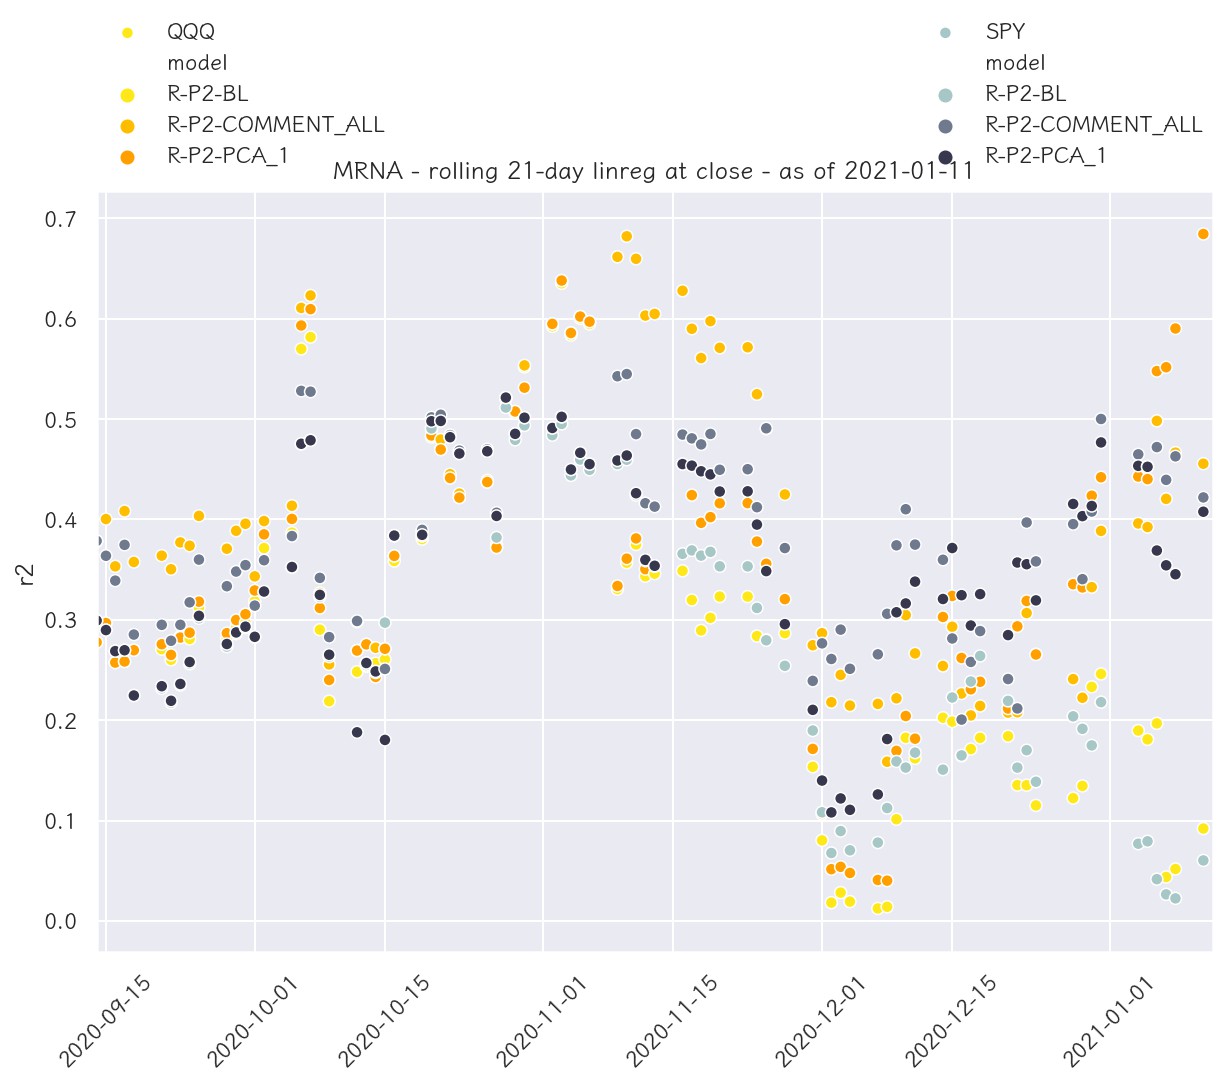 QQQ
model
R-P2-BL
R-P2-COMMENT_ALL
R-P2-PCA_1
SPY
model
R-P2-BL
R-P2-COMMENT_ALL
R-P2-PCA_1
MRNA - rolling 21-day linreg at close - as of 2021-01-11
0.7
0.6
0.5
0.4
0.3
0.2
0.1
0.0
r2
2020-09-15
2020-10-01
2020-10-15
2020-11-01
2020-11-15
2020-12-01
2020-12-15
2021-01-01